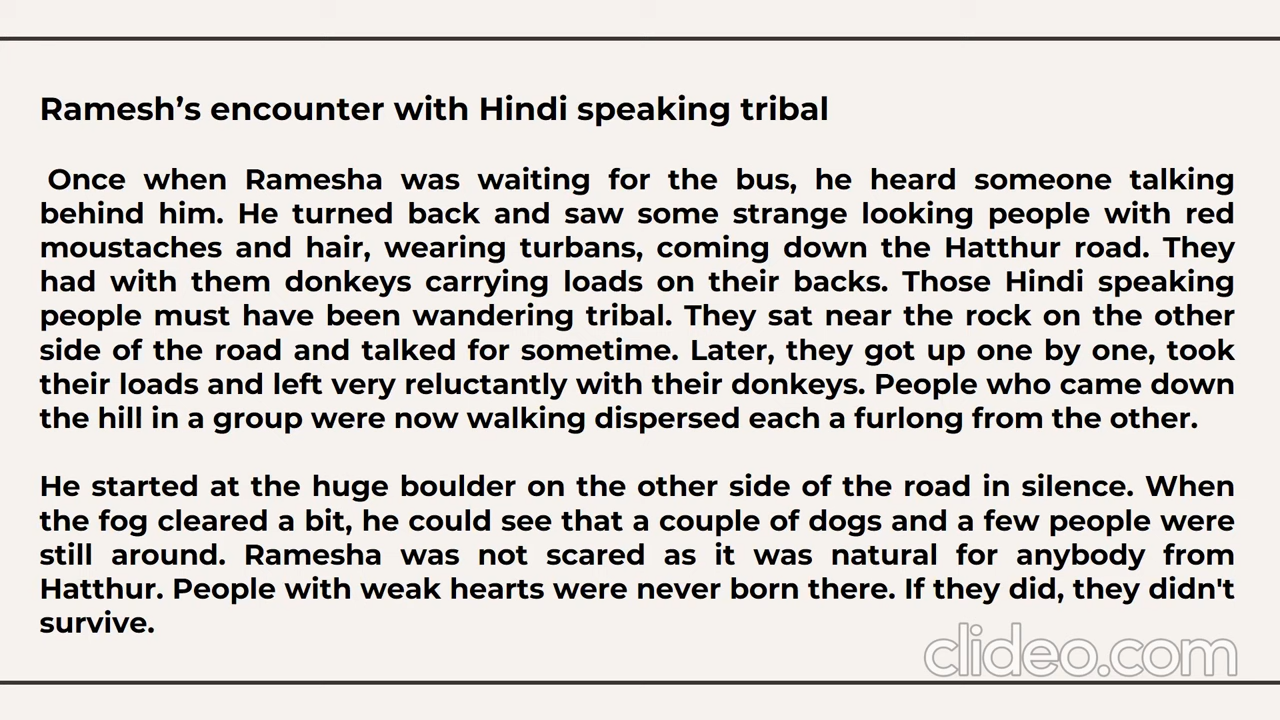 Ramesh’s encounter with Hindi speaking tribal
Once when Ramesha was waiting for the bus, he heard someone talking
behind him. He turned back and saw some strange looking people with red
moustaches and hair, wearing turbans, coming down the Hatthur road. They
had with them donkeys carrying loads on their backs. Those Hindi speaking
people must have been wandering tribal. They sat near the rock on the other
side of the road and talked for sometime. Later, they got up one by one, took
their loads and left very reluctantly with their donkeys. People who came down
the hill in a group were now walking dispersed each a furlong from the other.
He started at the huge boulder on the other side of the road in silence. When
the fog cleared a bit, he could see that a couple of dogs and a few people were
still around. Ramesha was not scared as it was natural for anybody from
Hatthur. People with weak hearts were never born there. If they did, they didn't
survive.
clideo.com